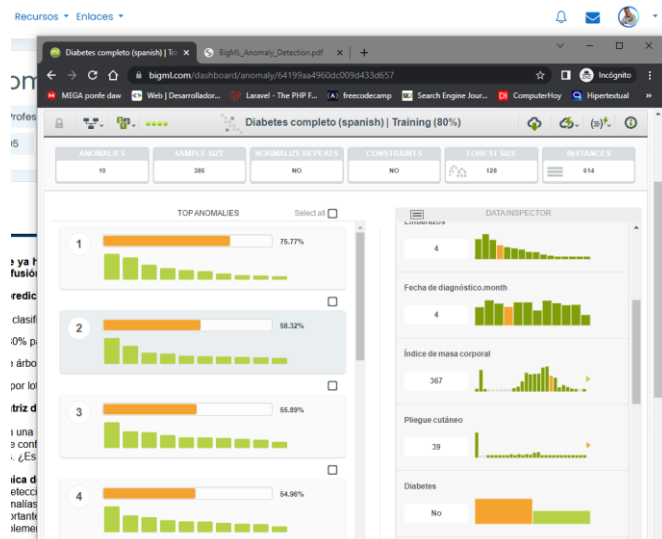 Recursos Enlaces
Diabetes completo (spanish) | Tra
BigML_Anomaly_Detection.pdf
bigml.com/dashboard/anomaly/64199aa4960dc009d433d657
Incógnito
MEGA ponfe daw
Web | Desarrollador...
Laravel - The PHP F...
freecodecamp
Search Engine Jour...
ComputerHoy
Hipertextual
Diabetes completo (spanish) | Training (80%)
ANOMALIES SAMPLE SIZE NORMALIZE REPEATS CONSTRAINTS FOREST SIZE INSTANCES
10 386 NO NO 128 614
TOP ANOMALIES Select all
DATA INSPECTOR
1 75.77%
2 58.32%
3 55.89%
4 54.96%
4
Fecha de diagnóstico.month
4
Índice de masa corporal
367
Pliegue cutáneo
39
Diabetes
No